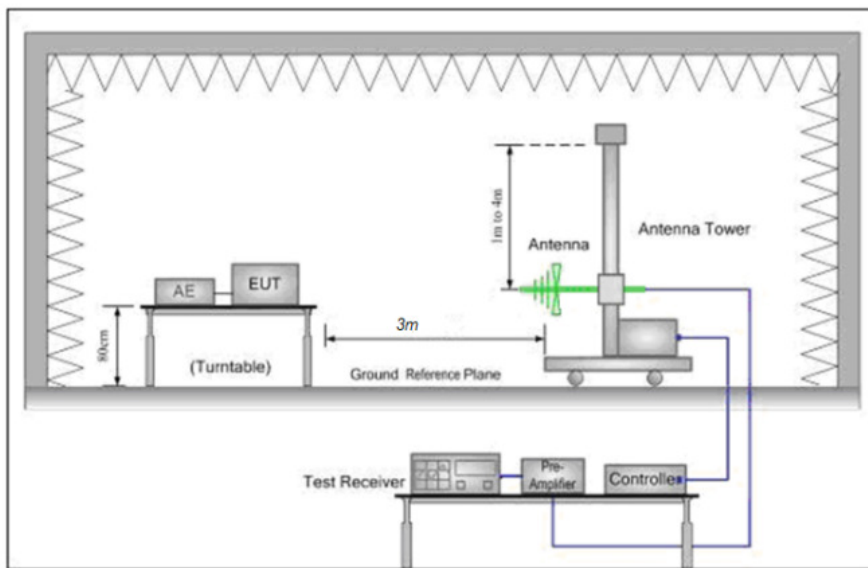 1m to 4m
Antenna
Antenna Tower
AE
EUT
80cm
3m
(Turntable)
Ground Reference Plane
Test Receiver
Pre-
Amplifier
Controller